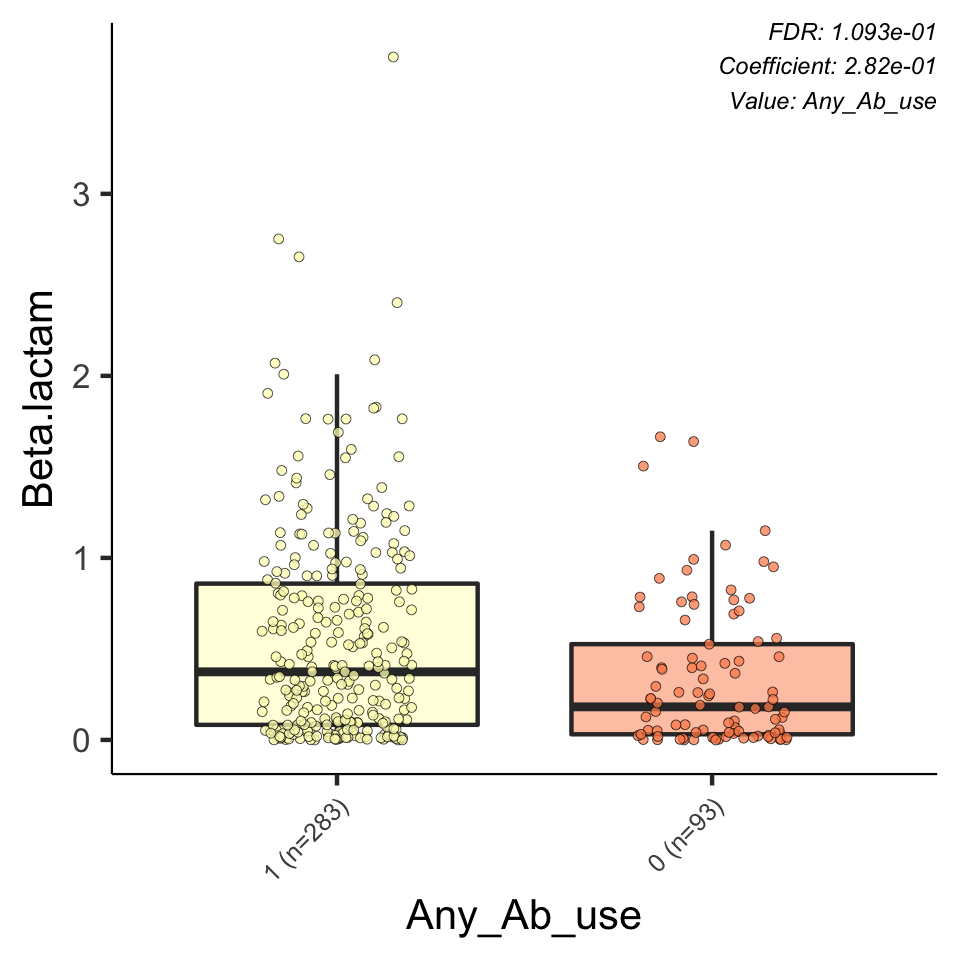 FDR: 1.093e-01
Coefficient: 2.82e-01
Value: Any_Ab_use
Beta.lactam
3
2
1
0
1 (n=283)
0 (n=93)
Any_Ab_use